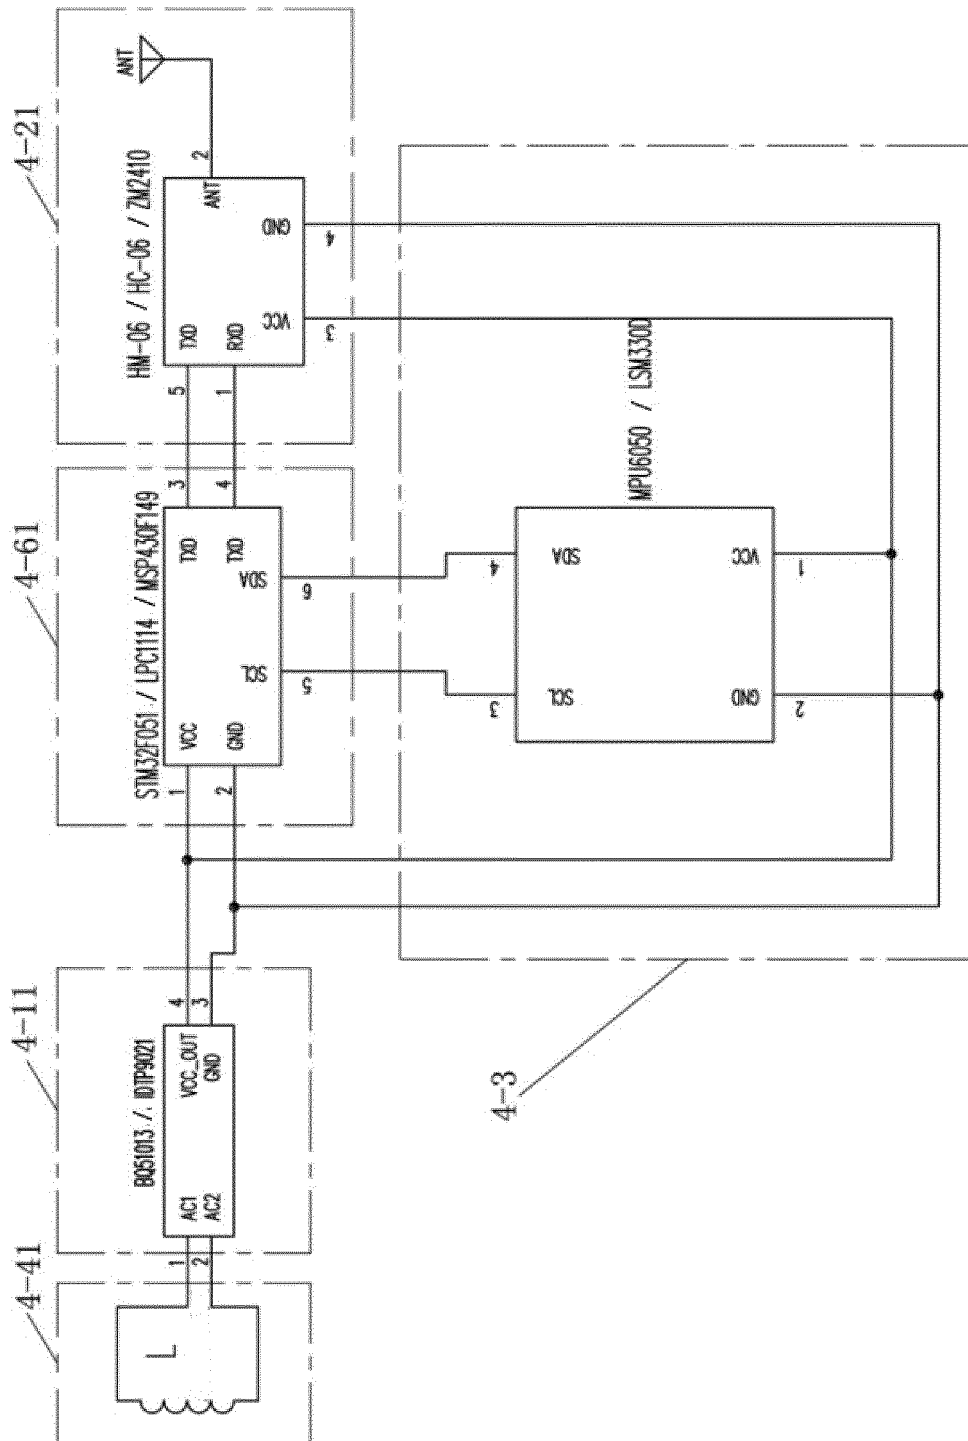 4-41
L
4-11
BQ51013 / IDTP9021
1
AC1
VCC_OUT
4
2
AC2
GND
3
4-61
STM32F051 / LPC1114 / MSP430F149
1
VCC
TXD
3
2
GND
TXD
4
SCL
SDA
5
6
4-21
HM-06 / HC-06 / ZM2410
ANT
5
TXD
ANT
2
1
RXD
VCC
GND
3
4
4-3
MPU6050 / LSM330D
3
4
SCL
SDA
GND
VCC
2
1